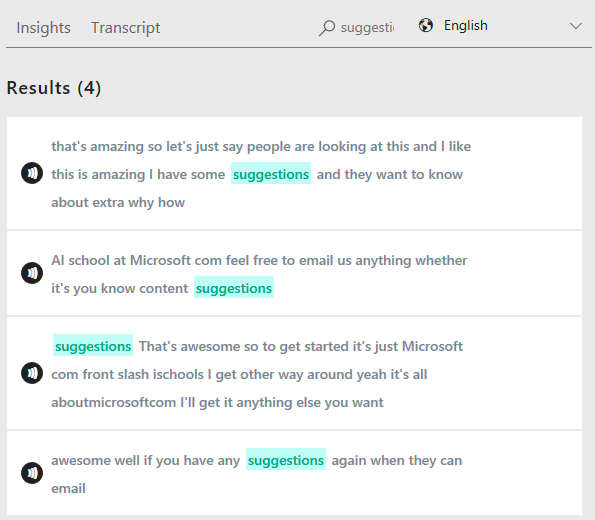 Insights Transcript suggesti English
Results (4)
that's amazing so let's just say people are looking at this and I like
this is amazing I have some suggestions and they want to know
about extra why how
AI school at Microsoft com feel free to email us anything whether
it's you know content suggestions
suggestions That's awesome so to get started it's just Microsoft
com front slash ischools I get other way around yeah it's all
aboutmicrosoftcom I'll get it anything else you want
awesome well if you have any suggestions again when they can
email